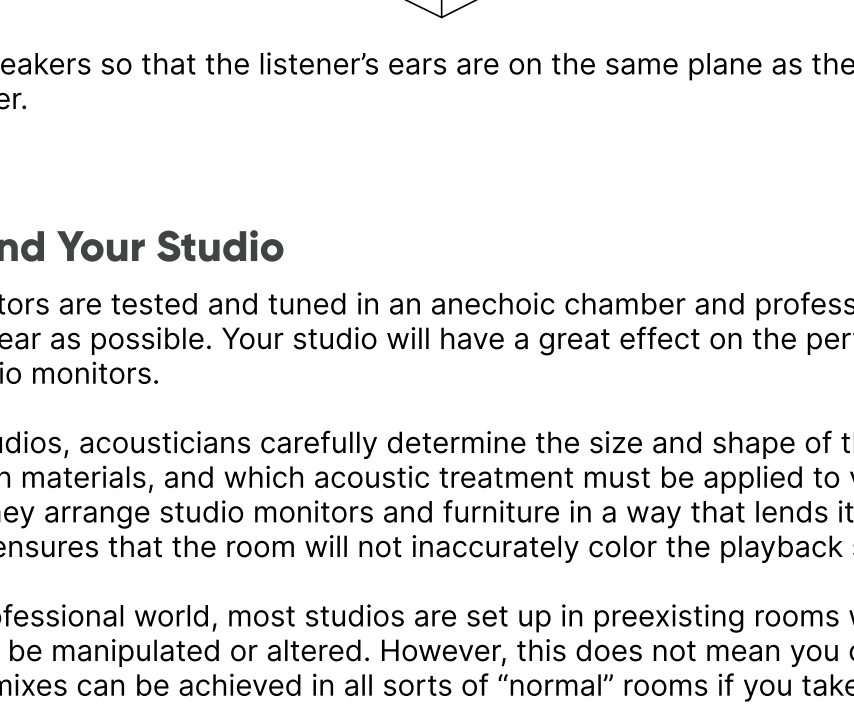 eakers so that the listener’s ears are on the same plane as the
er.
nd Your Studio
tors are tested and tuned in an anechoic chamber and profess
ear as possible. Your studio will have a great effect on the per
io monitors.
udios, acousticians carefully determine the size and shape of t
n materials, and which acoustic treatment must be applied to v
ney arrange studio monitors and furniture in a way that lends it
ensures that the room will not inaccurately color the playback s
ofessional world, most studios are set up in preexisting rooms w
be manipulated or altered. However, this does not mean you c
mixes can be achieved in all sorts of “normal” rooms if you take